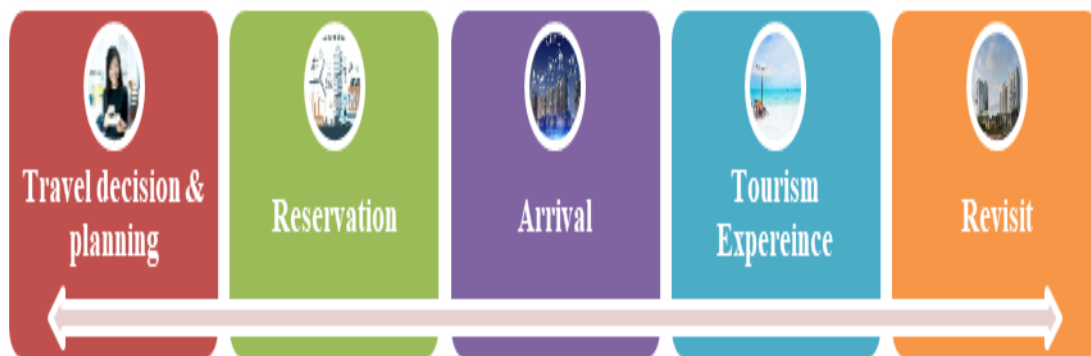 Travel decision &
planning
Reservation
Arrival
Tourism
Expereince
Revisit